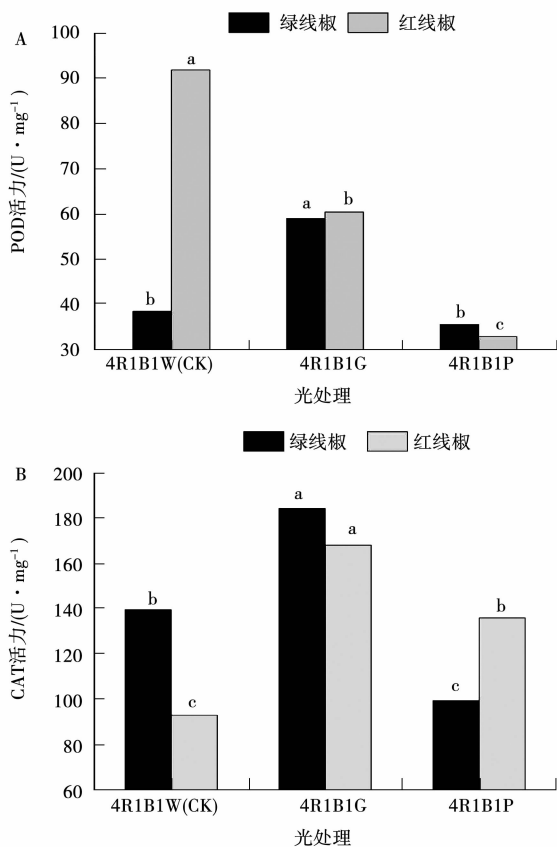 A
绿线椒 红线椒
POD活力/(U·mg⁻¹)
100
90
80
70
60
50
40
30
b a
a b
b c
4R1B1W(CK) 4R1B1G 4R1B1P
光处理
B
绿线椒 红线椒
CAT活力/(U·mg⁻¹)
200
180
160
140
120
100
80
60
b c
a a
c b
4R1B1W(CK) 4R1B1G 4R1B1P
光处理